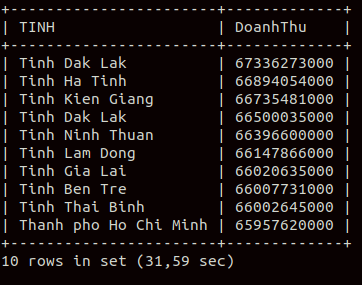 +------------------------+-------------+
| TINH                   | DoanhThu    |
+------------------------+-------------+
| Tinh Dak Lak           | 67336273000 |
| Tinh Ha Tinh           | 66894054000 |
| Tinh Kien Giang        | 66735481000 |
| Tinh Dak Lak           | 66500035000 |
| Tinh Ninh Thuan        | 66396600000 |
| Tinh Lam Dong          | 66147866000 |
| Tinh Gia Lai           | 66020635000 |
| Tinh Ben Tre           | 66007731000 |
| Tinh Thai Binh         | 66002645000 |
| Thanh pho Ho Chi Minh  | 65957620000 |
+------------------------+-------------+
10 rows in set (31,59 sec)